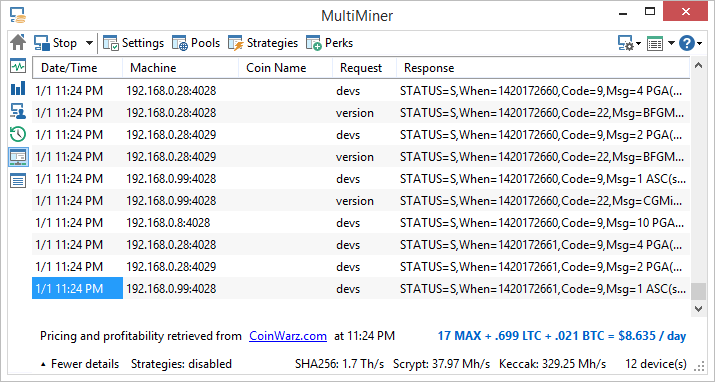 MultiMiner
Stop Settings Pools Strategies Perks
Date/Time Machine Coin Name Request Response
1/1 11:24 PM 192.168.0.28:4028 devs STATUS=S,When=1420172660,Code=9,Msg=4 PGA(...
1/1 11:24 PM 192.168.0.28:4028 version STATUS=S,When=1420172660,Code=22,Msg=BFGM...
1/1 11:24 PM 192.168.0.28:4029 devs STATUS=S,When=1420172660,Code=9,Msg=2 PGA(...
1/1 11:24 PM 192.168.0.28:4029 version STATUS=S,When=1420172660,Code=22,Msg=BFGM...
1/1 11:24 PM 192.168.0.99:4028 devs STATUS=S,When=1420172660,Code=9,Msg=1 ASC(s...
1/1 11:24 PM 192.168.0.99:4028 version STATUS=S,When=1420172660,Code=22,Msg=CGMi...
1/1 11:24 PM 192.168.0.8:4028 devs STATUS=S,When=1420172660,Code=9,Msg=10 PGA...
1/1 11:24 PM 192.168.0.28:4028 devs STATUS=S,When=1420172661,Code=9,Msg=4 PGA(...
1/1 11:24 PM 192.168.0.28:4029 devs STATUS=S,When=1420172661,Code=9,Msg=2 PGA(...
1/1 11:24 PM 192.168.0.99:4028 devs STATUS=S,When=1420172661,Code=9,Msg=1 ASC(s...
Pricing and profitability retrieved from CoinWarz.com at 11:24 PM 17 MAX + .699 LTC + .021 BTC = $8.635 / day
Fewer details Strategies: disabled SHA256: 1.7 Th/s Scrypt: 37.97 Mh/s Keccak: 329.25 Mh/s 12 device(s)